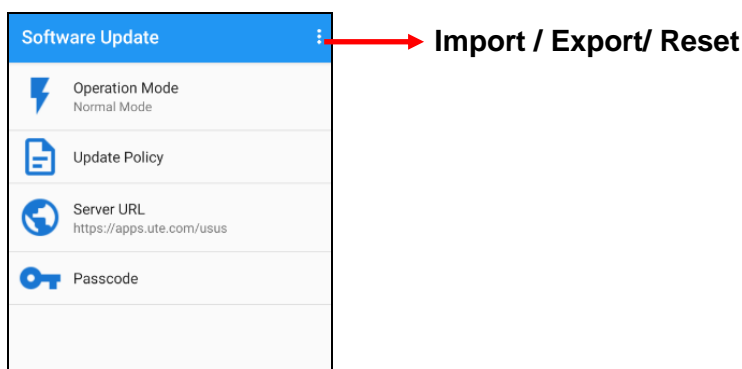 Software Update
Import / Export/ Reset
Operation Mode
Normal Mode
Update Policy
Server URL
https://apps.ute.com/usus
Passcode